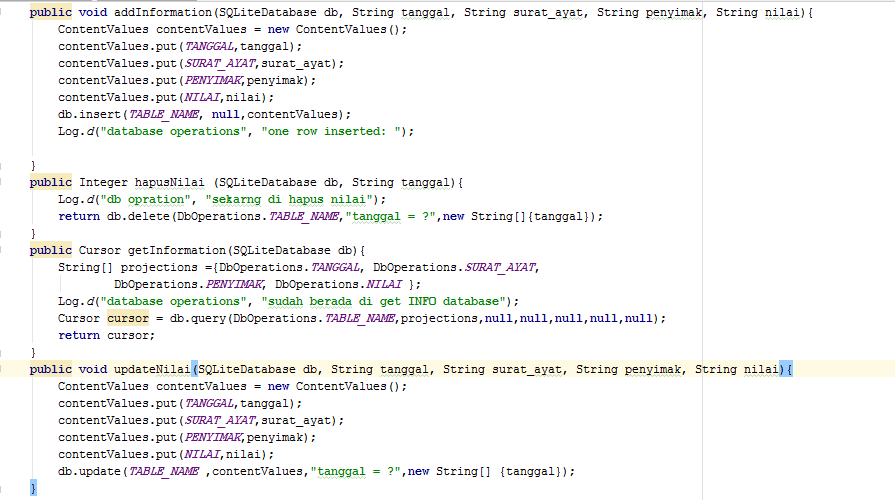 public void addInformation(SQLiteDatabase db, String tanggal, String surat_ayat, String penyimak, String nilai){
ContentValues contentValues = new ContentValues();
contentValues.put(TANGGAL,tanggal);
contentValues.put(SURAT_AYAT,surat_ayat);
contentValues.put(PENYIMAK,penyimak);
contentValues.put(NILAI,nilai);
db.insert(TABLE_NAME, null,contentValues);
Log.d("database operations", "one row inserted: ");
}
public Integer hapusNilai (SQLiteDatabase db, String tanggal){
Log.d("db opration", "sekarng di hapus nilai");
return db.delete(DbOperations.TABLE_NAME,"tanggal = ?",new String[]{tanggal});
}
public Cursor getInformation(SQLiteDatabase db){
String[] projections ={DbOperations.TANGGAL, DbOperations.SURAT_AYAT,
DbOperations.PENYIMAK, DbOperations.NILAI };
Log.d("database operations", "sudah berada di get INFO database");
Cursor cursor = db.query(DbOperations.TABLE_NAME,projections,null,null,null,null,null);
return cursor;
}
public void updateNilai(SQLiteDatabase db, String tanggal, String surat_ayat, String penyimak, String nilai){
ContentValues contentValues = new ContentValues();
contentValues.put(TANGGAL,tanggal);
contentValues.put(SURAT_AYAT,surat_ayat);
contentValues.put(PENYIMAK,penyimak);
contentValues.put(NILAI,nilai);
db.update(TABLE_NAME ,contentValues,"tanggal = ?",new String[] {tanggal});
}